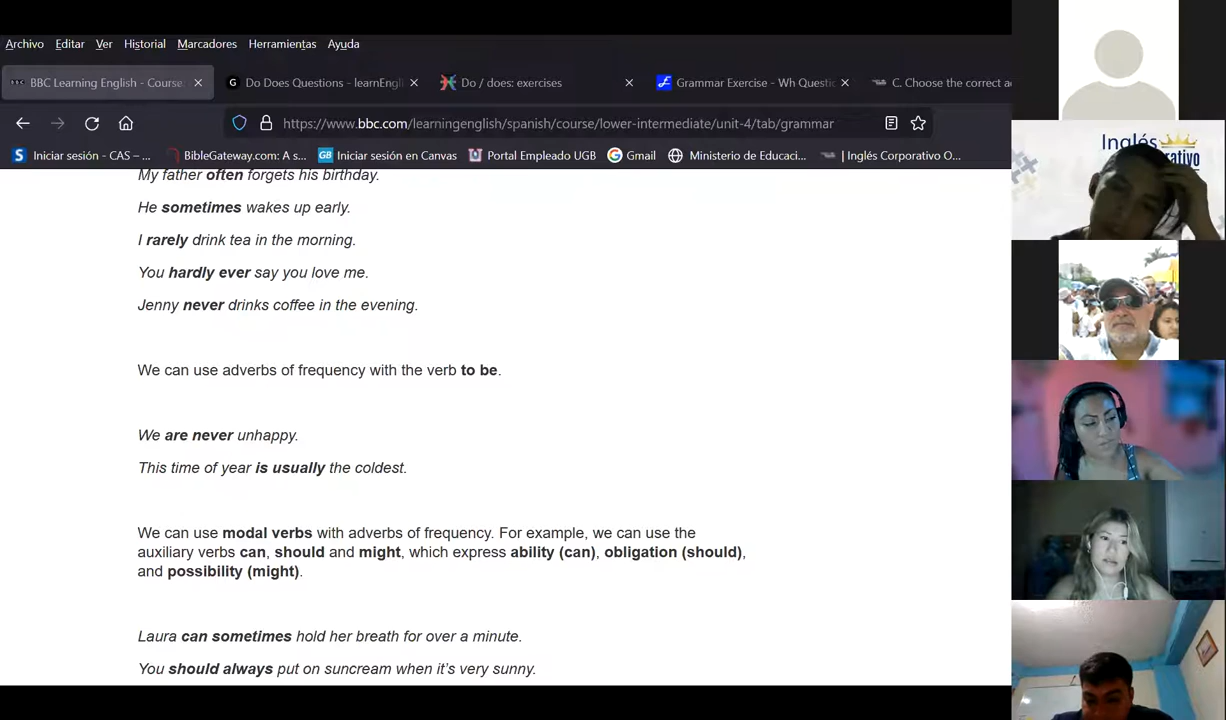 Archivo Editar Ver Historial Marcadores Herramientas Ayuda
BBC Learning English - Course: Do Does Questions - learnEngli Do / does: exercises Grammar Exercise - Wh Questic C. Choose the correct a
https://www.bbc.com/learningenglish/spanish/course/lower-intermediate/unit-4/tab/grammar
Iniciar sesión - CAS – ... BibleGateway.com: A s... Iniciar sesión en Canvas Portal Empleado UGB Gmail Ministerio de Educaci... | Inglés Corporativo O...
My father often forgets his birthday.
He sometimes wakes up early.
I rarely drink tea in the morning.
You hardly ever say you love me.
Jenny never drinks coffee in the evening.
We can use adverbs of frequency with the verb to be.
We are never unhappy.
This time of year is usually the coldest.
We can use modal verbs with adverbs of frequency. For example, we can use the
auxiliary verbs can, should and might, which express ability (can), obligation (should),
and possibility (might).
Laura can sometimes hold her breath for over a minute.
You should always put on suncream when it's very sunny.
Inglés